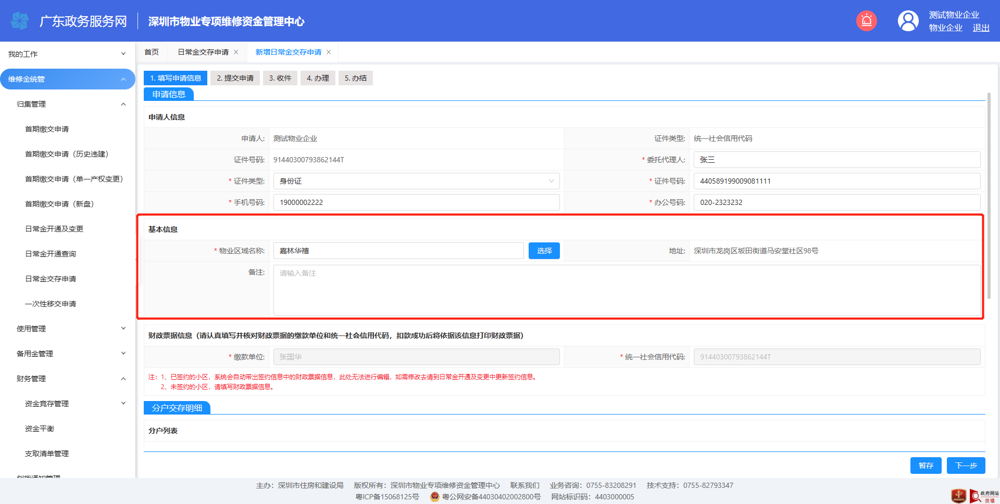 广东政务服务网
深圳市物业专项维修资金管理中心
测试物业企业
物业企业 退出
我的工作
维修金统管
归集管理
首期缴交申请
首期缴交申请（历史违建）
首期缴交申请（单一产权变更）
首期缴交申请（新盘）
日常金开通及变更
日常金开通查询
日常金交存申请
一次性移交申请
使用管理
备用金管理
财务管理
资金竞存管理
资金平衡
支取清单管理
划拨通知管理
首页 日常金交存申请 新增日常金交存申请
1. 填写申请信息 2. 提交申请 3. 收件 4. 办理 5. 办结
申请信息
申请人信息
申请人: 测试物业企业 证件类型: 统一社会信用代码
证件号码: 91440300793862144T * 委托代理人: 张三
* 证件类型: 身份证 * 证件号码: 440589199009081111
* 手机号码: 19000002222 * 办公号码: 020-2323232
基本信息
* 物业区域名称: 嘉林华禧 选择 地址: 深圳市龙岗区坂田街道马安堂社区98号
备注: 请输入备注
财政票据信息（请认真填写并核对财政票据的缴款单位和统一社会信用代码，扣款成功后将依据该信息打印财政票据）
* 缴款单位: 张国华 * 统一社会信用代码: 91440300793862144T
注：1、已签约的小区，系统会自动带出签约信息中的财政票据信息，此处无法进行编辑，如需修改去请到日常金开通及变更中更新签约信息。
2、未签约的小区，请填写财政票据信息。
分户交存明细
分户列表
暂存 下一步
主办：深圳市住房和建设局 版权所有：深圳市物业专项维修资金管理中心 联系我们 业务咨询：0755-83208291 技术支持：0755-82793347
粤ICP备15068125号 粤公网安备44030402002800号 网站标识码：4403000005
政府网站
找错